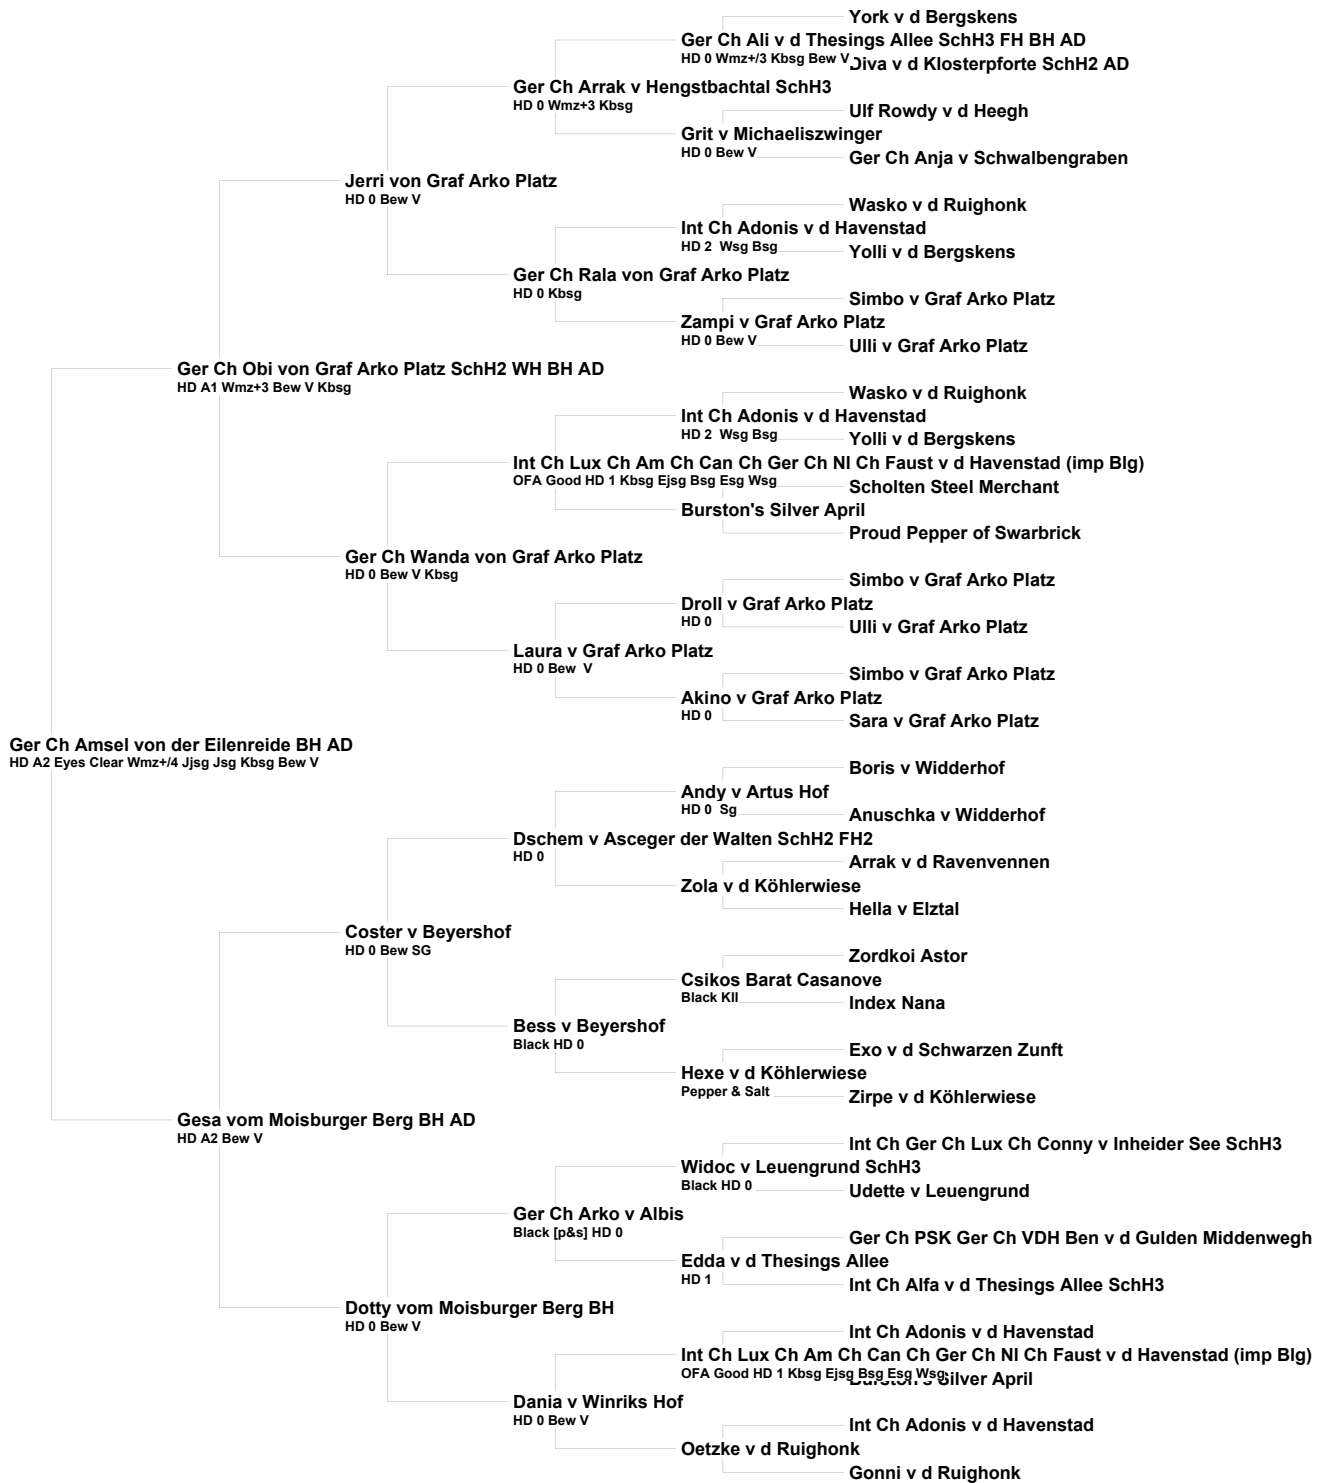 York v d Bergskens
Ger Ch Ali v d Thesings Allee SchH3 FH BH AD
HD 0 Wmz+/3 Kbsg Bew V
Diva v d Klosterpforte SchH2 AD
Ger Ch Arrak v Hengstbachtal SchH3
HD 0 Wmz+3 Kbsg
Ulf Rowdy v d Heegh
Grit v Michaeliszwinger
HD 0 Bew V
Ger Ch Anja v Schwalbengraben
Jerri von Graf Arko Platz
HD 0 Bew V
Wasko v d Ruighonk
Int Ch Adonis v d Havenstad
HD 2 Wsg Bsg
Yolli v d Bergskens
Ger Ch Rala von Graf Arko Platz
HD 0 Kbsg
Simbo v Graf Arko Platz
Zampi v Graf Arko Platz
HD 0 Bew V
Ulli v Graf Arko Platz
Ger Ch Obi von Graf Arko Platz SchH2 WH BH AD
HD A1 Wmz+3 Bew V Kbsg
Wasko v d Ruighonk
Int Ch Adonis v d Havenstad
HD 2 Wsg Bsg
Yolli v d Bergskens
Int Ch Lux Ch Am Ch Can Ch Ger Ch Nl Ch Faust v d Havenstad (imp Blg)
OFA Good HD 1 Kbsg Ejsg Bsg Esg Wsg
Scholten Steel Merchant
Burston's Silver April
Proud Pepper of Swarbrick
Ger Ch Wanda von Graf Arko Platz
HD 0 Bew V Kbsg
Simbo v Graf Arko Platz
Droll v Graf Arko Platz
HD 0
Ulli v Graf Arko Platz
Laura v Graf Arko Platz
HD 0 Bew V
Simbo v Graf Arko Platz
Akino v Graf Arko Platz
HD 0
Sara v Graf Arko Platz
Ger Ch Amsel von der Eilenreide BH AD
HD A2 Eyes Clear Wmz+/4 Jjsg Jsg Kbsg Bew V
Boris v Widderhof
Andy v Artus Hof
HD 0 Sg
Anuschka v Widderhof
Dschem v Asceger der Walten SchH2 FH2
HD 0
Arrak v d Ravenvennen
Zola v d Köhlerwiese
Hella v Elztal
Coster v Beyershof
HD 0 Bew SG
Zordkoi Astor
Csikos Barat Casanove
Black KII
Index Nana
Bess v Beyershof
Black HD 0
Exo v d Schwarzen Zunft
Hexe v d Köhlerwiese
Pepper & Salt
Zirpe v d Köhlerwiese
Gesa vom Moisburger Berg BH AD
HD A2 Bew V
Int Ch Ger Ch Lux Ch Conny v Inheider See SchH3
Widoc v Leuengrund SchH3
Black HD 0
Udette v Leuengrund
Ger Ch Arko v Albis
Black [p&s] HD 0
Ger Ch PSK Ger Ch VDH Ben v d Gulden Middenwegh
Edda v d Thesings Allee
HD 1
Int Ch Alfa v d Thesings Allee SchH3
Dotty vom Moisburger Berg BH
HD 0 Bew V
Int Ch Adonis v d Havenstad
Int Ch Lux Ch Am Ch Can Ch Ger Ch Nl Ch Faust v d Havenstad (imp Blg)
OFA Good HD 1 Kbsg Ejsg Bsg Esg Wsg
Burston's Silver April
Dania v Winriks Hof
HD 0 Bew V
Int Ch Adonis v d Havenstad
Oetzke v d Ruighonk
Gonni v d Ruighonk